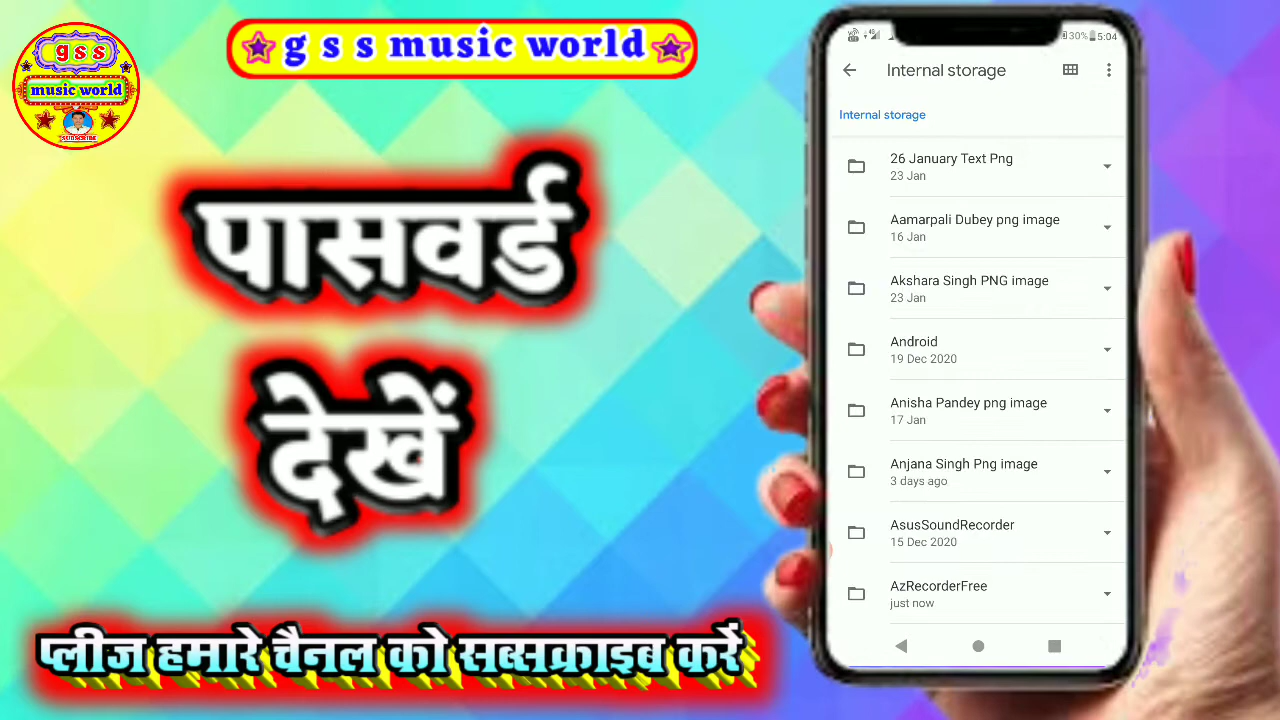 g s s
music world
SUBSCRIBE
g s s music world
पासवर्ड
देखें
प्लीज हमारे चैनल को सब्सक्राइब करें
30% 5:04
Internal storage
Internal storage
26 January Text Png
23 Jan
Aamarpali Dubey png image
16 Jan
Akshara Singh PNG image
23 Jan
Android
19 Dec 2020
Anisha Pandey png image
17 Jan
Anjana Singh Png image
3 days ago
AsusSoundRecorder
15 Dec 2020
AzRecorderFree
just now